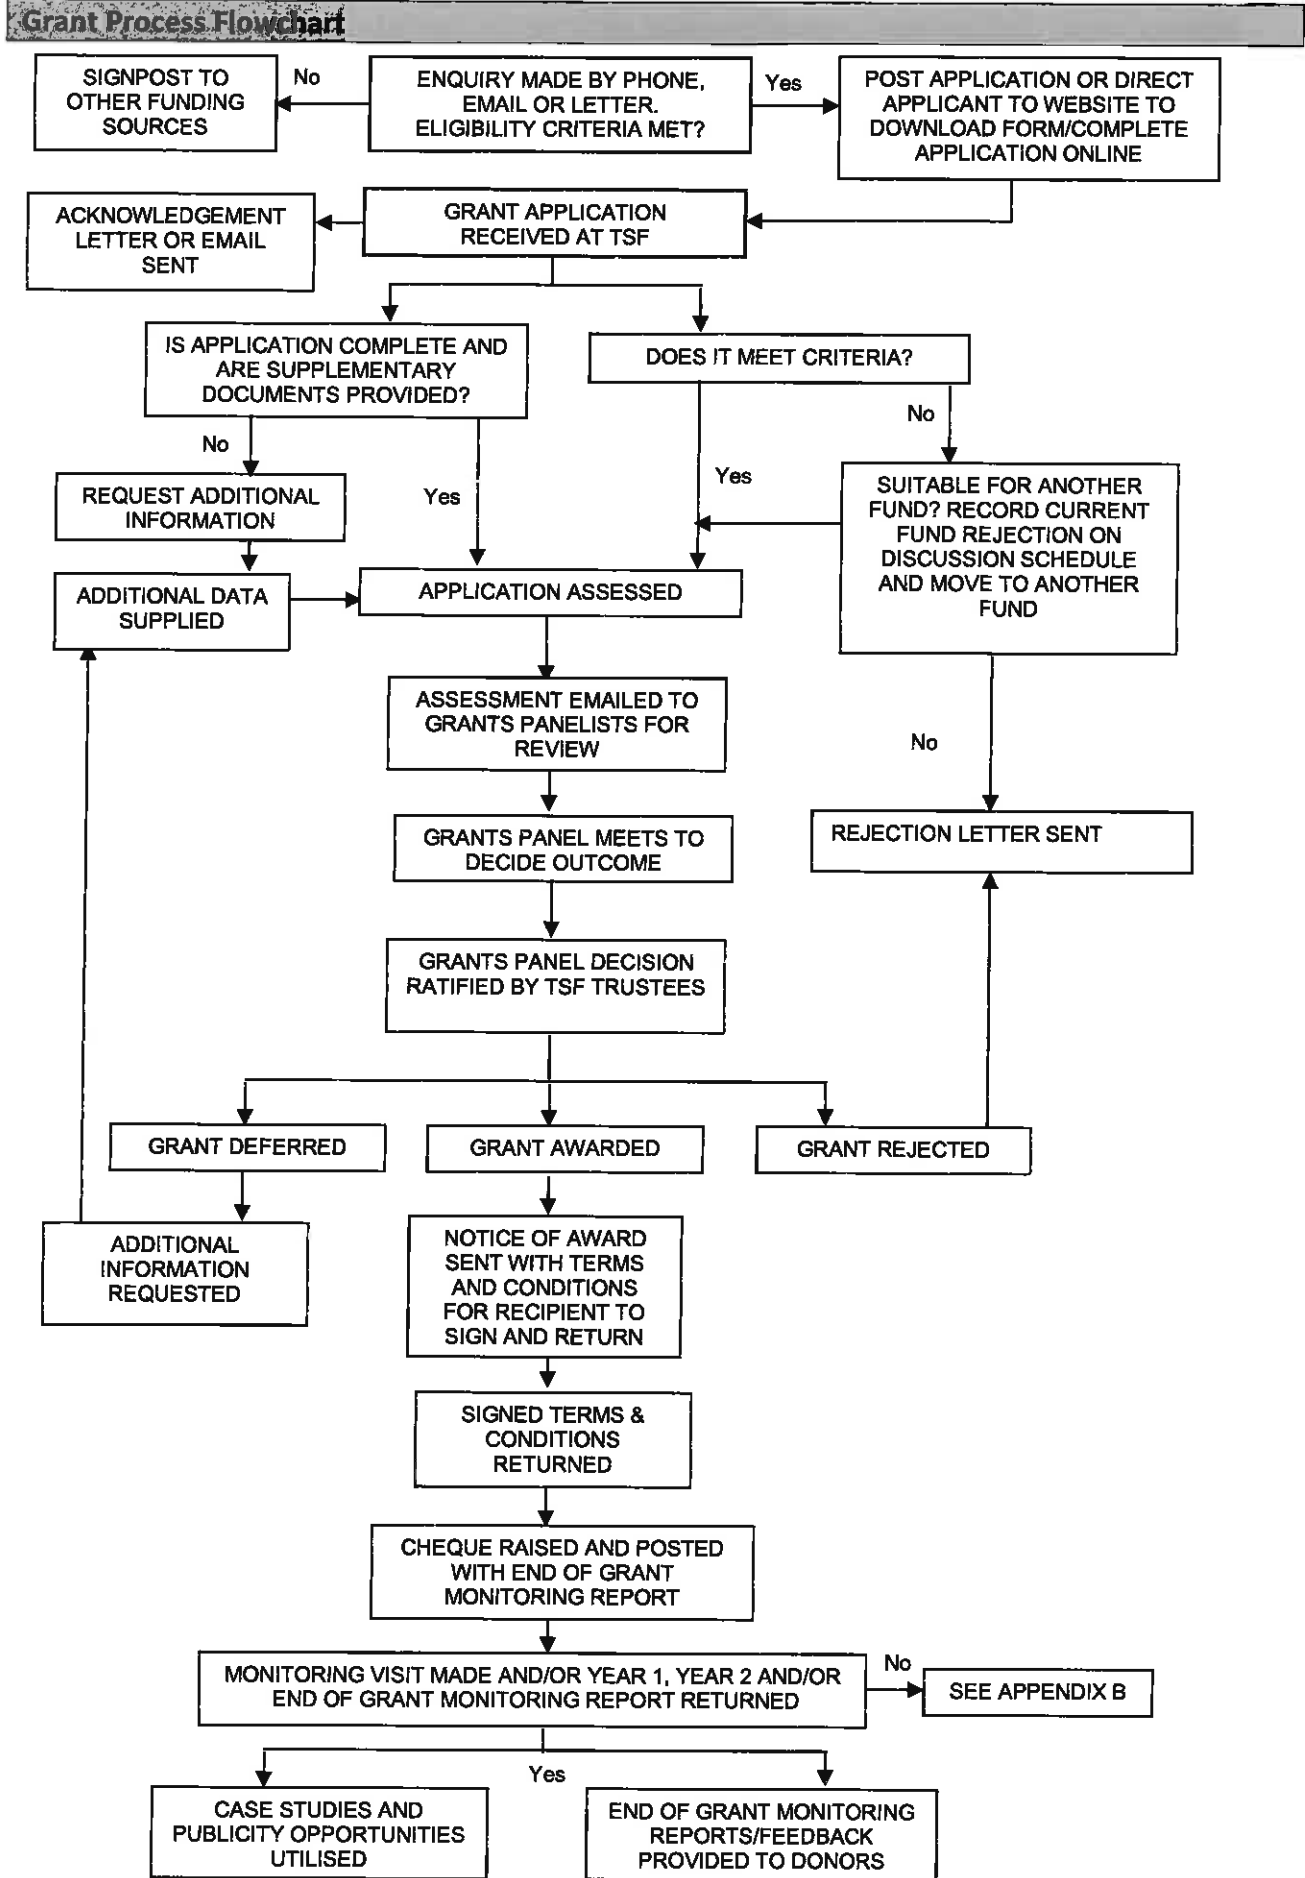 Grant Process Flowchart
SIGNPOST TO
OTHER FUNDING
SOURCES
No
ENQUIRY MADE BY PHONE,
EMAIL OR LETTER.
ELIGIBILITY CRITERIA MET?
Yes
POST APPLICATION OR DIRECT
APPLICANT TO WEBSITE TO
DOWNLOAD FORM/COMPLETE
APPLICATION ONLINE
ACKNOWLEDGEMENT
LETTER OR EMAIL
SENT
GRANT APPLICATION
RECEIVED AT TSF
IS APPLICATION COMPLETE AND
ARE SUPPLEMENTARY
DOCUMENTS PROVIDED?
DOES IT MEET CRITERIA?
No
No
REQUEST ADDITIONAL
INFORMATION
Yes
Yes
SUITABLE FOR ANOTHER
FUND? RECORD CURRENT
FUND REJECTION ON
DISCUSSION SCHEDULE
AND MOVE TO ANOTHER
FUND
ADDITIONAL DATA
SUPPLIED
APPLICATION ASSESSED
ASSESSMENT EMAILED TO
GRANTS PANELISTS FOR
REVIEW
No
GRANTS PANEL MEETS TO
DECIDE OUTCOME
REJECTION LETTER SENT
GRANTS PANEL DECISION
RATIFIED BY TSF TRUSTEES
GRANT DEFERRED
GRANT AWARDED
GRANT REJECTED
ADDITIONAL
INFORMATION
REQUESTED
NOTICE OF AWARD
SENT WITH TERMS
AND CONDITIONS
FOR RECIPIENT TO
SIGN AND RETURN
SIGNED TERMS &
CONDITIONS
RETURNED
CHEQUE RAISED AND POSTED
WITH END OF GRANT
MONITORING REPORT
MONITORING VISIT MADE AND/OR YEAR 1, YEAR 2 AND/OR
END OF GRANT MONITORING REPORT RETURNED
No
SEE APPENDIX B
Yes
CASE STUDIES AND
PUBLICITY OPPORTUNITIES
UTILISED
END OF GRANT MONITORING
REPORTS/FEEDBACK
PROVIDED TO DONORS